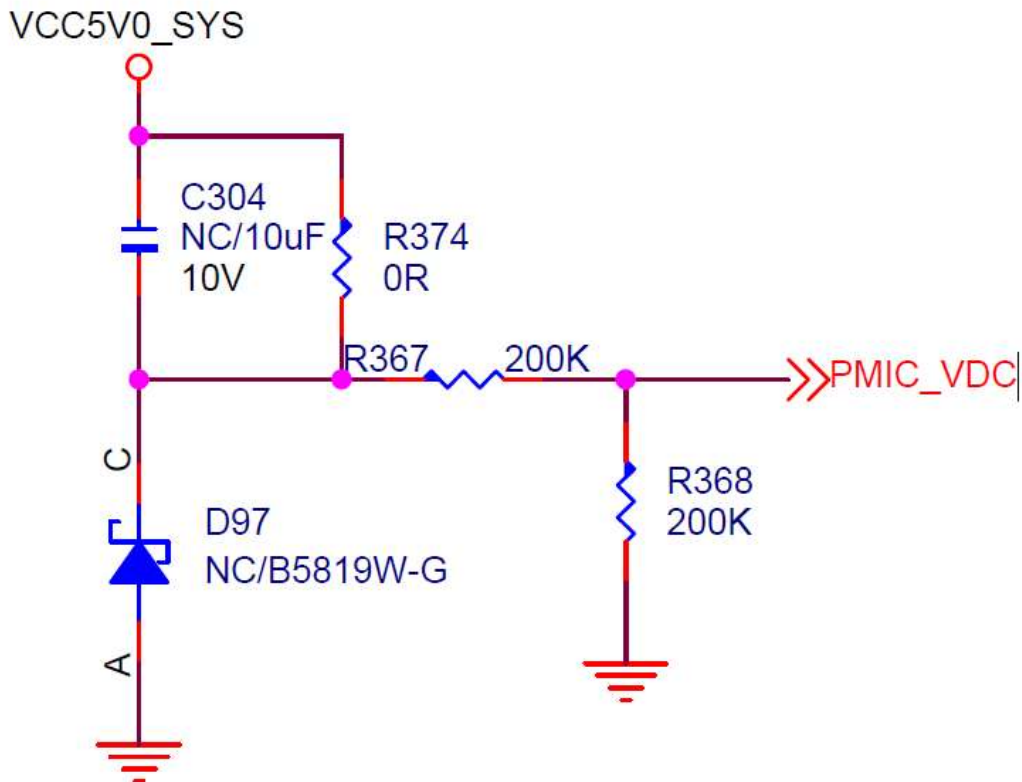 VCC5V0_SYS
C304
NC/10uF
10V
R374
0R
R367
200K
PMIC_VDC
C
R368
200K
D97
NC/B5819W-G
A